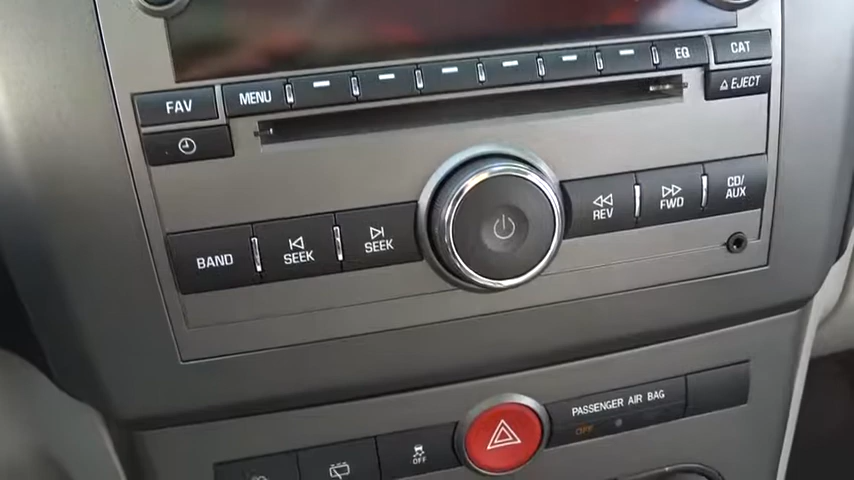 MENU
EQ
CAT
FAV
EJECT
BAND
SEEK
SEEK
REV
FWD
CD/
AUX
PASSENGER AIR BAG
OFF
OFF